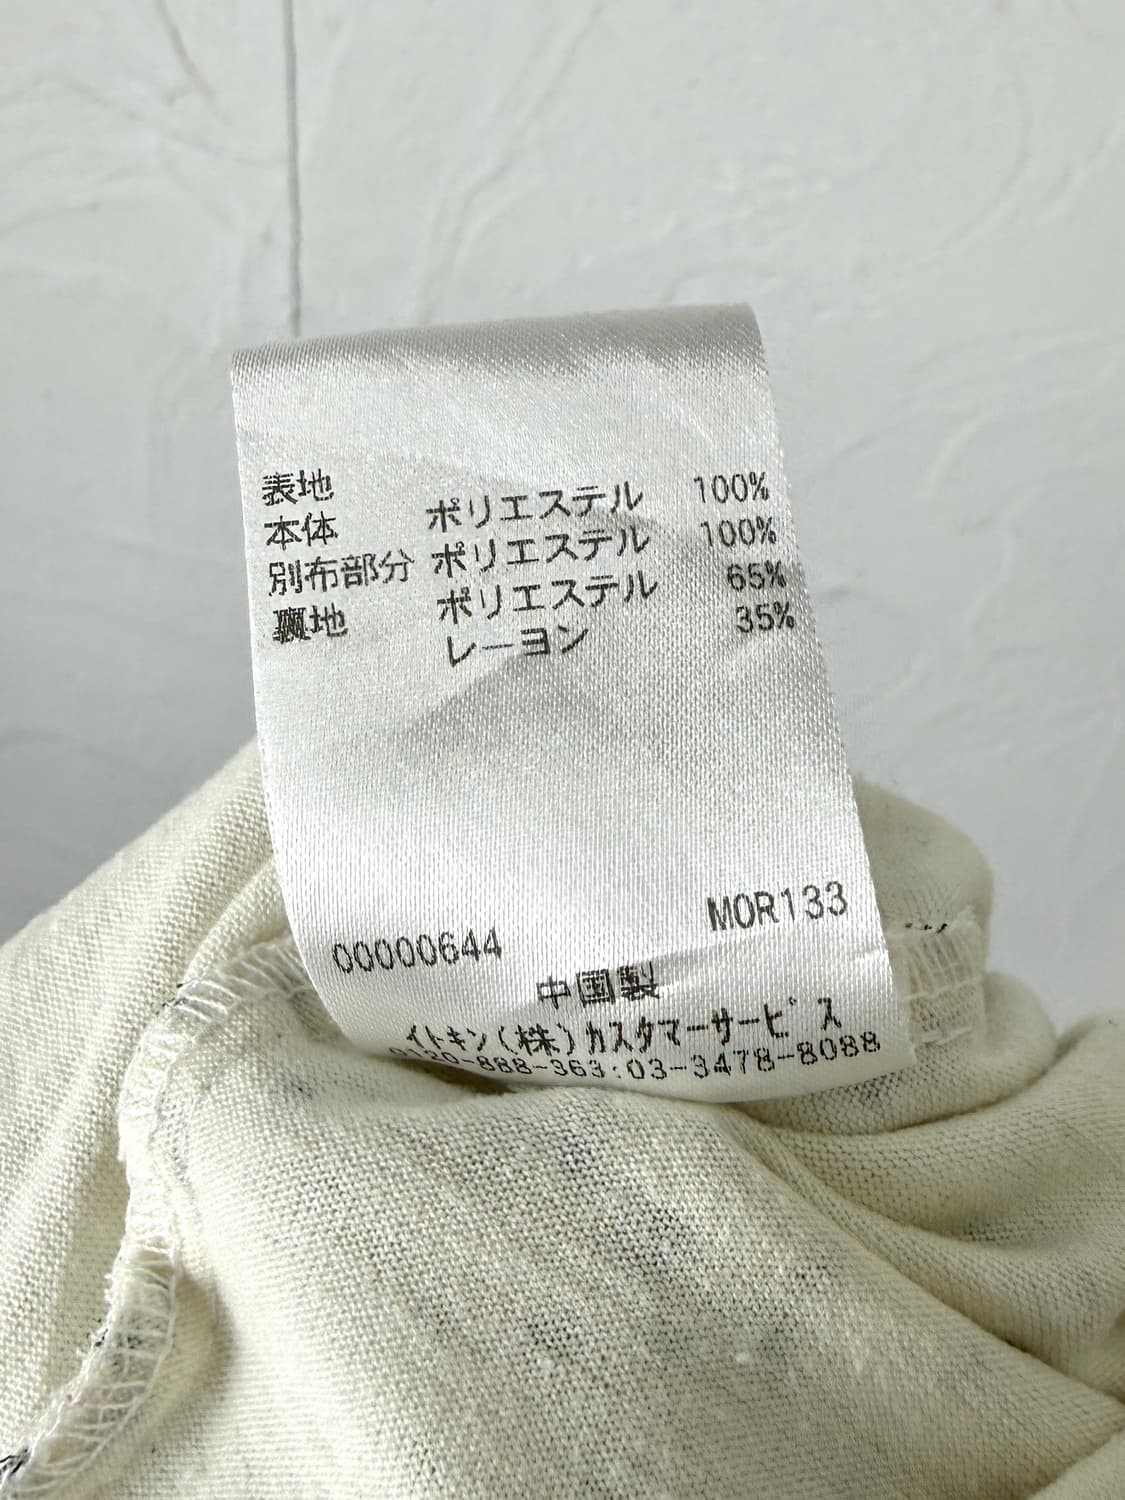 表地
本体 ポリエステル 100%
別布部分 ポリエステル 100%
裏地 ポリエステル 65%
レーヨン 35%
00000644 MOR133
中国製
イトキン(株)カスタマーサービス
0120-888-363:03-3478-8088